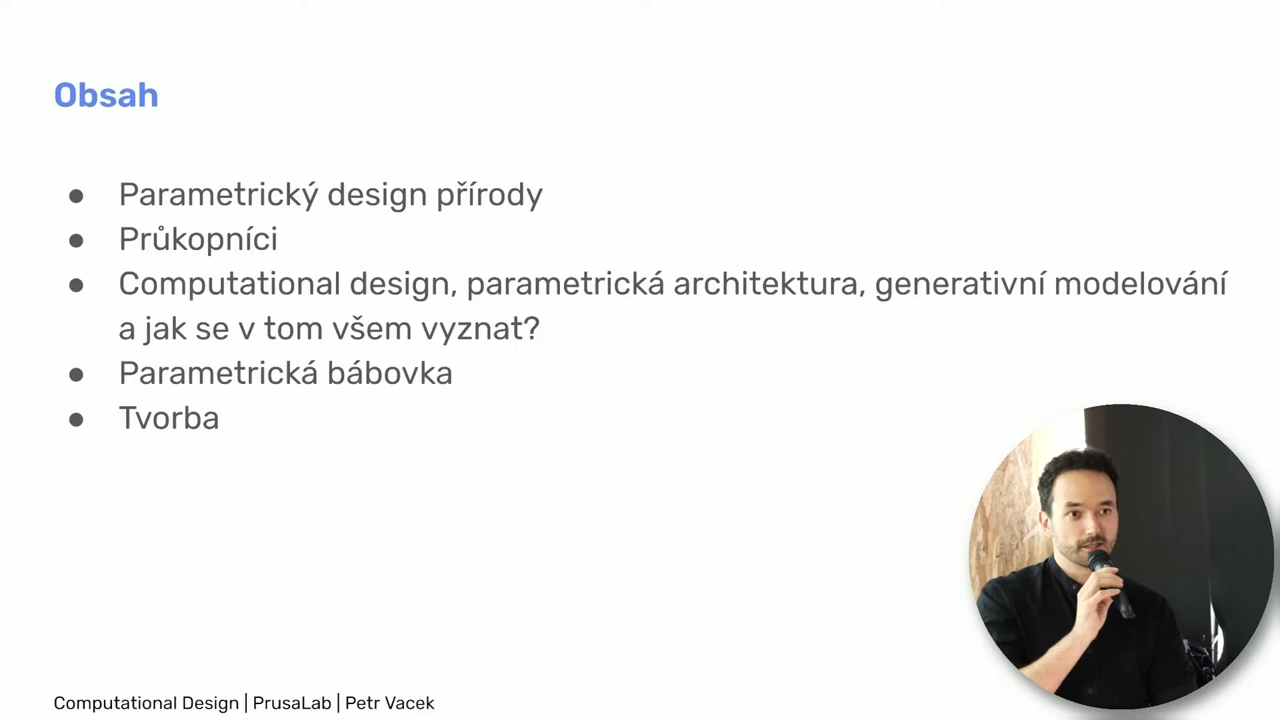 Obsah
● Parametrický design přírody
● Průkopníci
● Computational design, parametrická architektura, generativní modelování
a jak se v tom všem vyznat?
● Parametrická bábovka
● Tvorba
Computational Design | PrusaLab | Petr Vacek